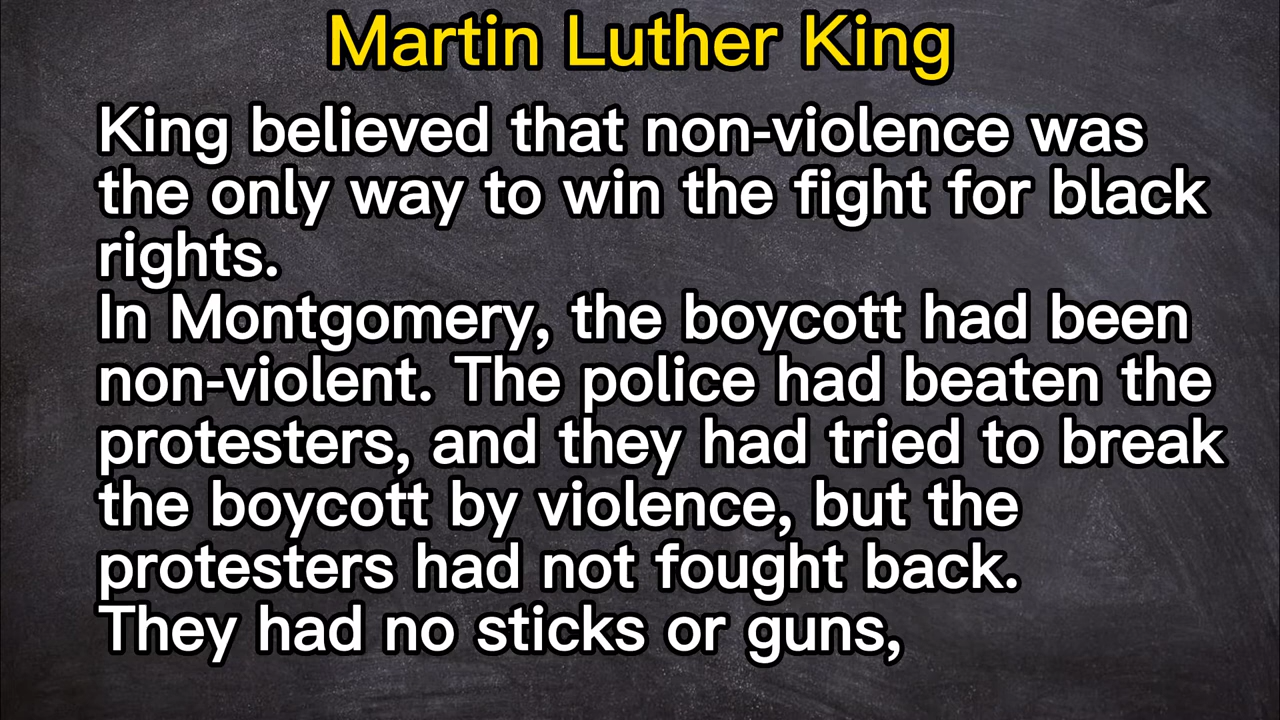 Martin Luther King
King believed that non-violence was
the only way to win the fight for black
rights.
In Montgomery, the boycott had been
non-violent. The police had beaten the
protesters, and they had tried to break
the boycott by violence, but the
protesters had not fought back.
They had no sticks or guns,